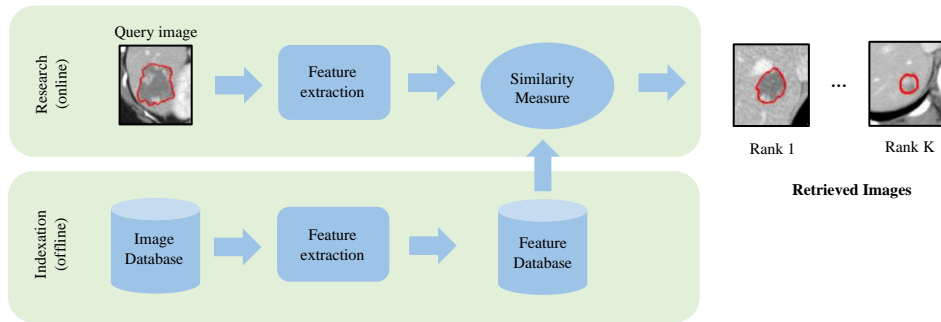 Research
(online)
Query image
Feature
extraction
Similarity
Measure
...
Rank 1
Rank K
Retrieved Images
Indexation
(offline)
Image
Database
Feature
extraction
Feature
Database